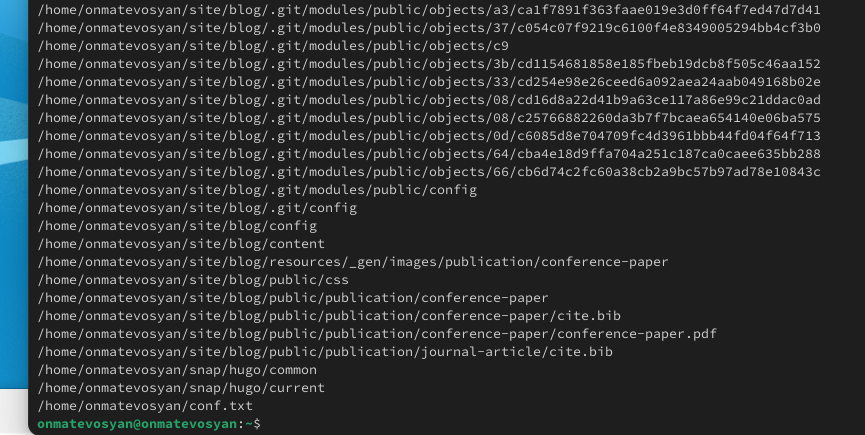 /home/onmatevosyan/site/blog/.git/modules/public/objects/a3/ca1f7891f363faae019e3d0ff64f7ed47d7d41
/home/onmatevosyan/site/blog/.git/modules/public/objects/37/c054c07f9219c6100f4e8349005294bb4cf3b0
/home/onmatevosyan/site/blog/.git/modules/public/objects/c9
/home/onmatevosyan/site/blog/.git/modules/public/objects/3b/cd1154681858e185fbeb19dcb8f505c46aa152
/home/onmatevosyan/site/blog/.git/modules/public/objects/33/cd254e98e26ceed6a092aea24aab049168b02e
/home/onmatevosyan/site/blog/.git/modules/public/objects/08/cd16d8a22d41b9a63ce117a86e99c21ddac0ad
/home/onmatevosyan/site/blog/.git/modules/public/objects/08/c25766882260da3b7f7bcaea654140e06ba575
/home/onmatevosyan/site/blog/.git/modules/public/objects/0d/c6085d8e704709fc4d3961bbb44fd04f64f713
/home/onmatevosyan/site/blog/.git/modules/public/objects/64/cba4e18d9ffa704a251c187ca0caee635bb288
/home/onmatevosyan/site/blog/.git/modules/public/objects/66/cb6d74c2fc60a38cb2a9bc57b97ad78e10843c
/home/onmatevosyan/site/blog/.git/modules/public/config
/home/onmatevosyan/site/blog/.git/config
/home/onmatevosyan/site/blog/config
/home/onmatevosyan/site/blog/content
/home/onmatevosyan/site/blog/resources/_gen/images/publication/conference-paper
/home/onmatevosyan/site/blog/public/css
/home/onmatevosyan/site/blog/public/publication/conference-paper
/home/onmatevosyan/site/blog/public/publication/conference-paper/cite.bib
/home/onmatevosyan/site/blog/public/publication/conference-paper/conference-paper.pdf
/home/onmatevosyan/site/blog/public/publication/journal-article/cite.bib
/home/onmatevosyan/snap/hugo/common
/home/onmatevosyan/snap/hugo/current
/home/onmatevosyan/conf.txt
onmatevosyan@onmatevosyan:~$